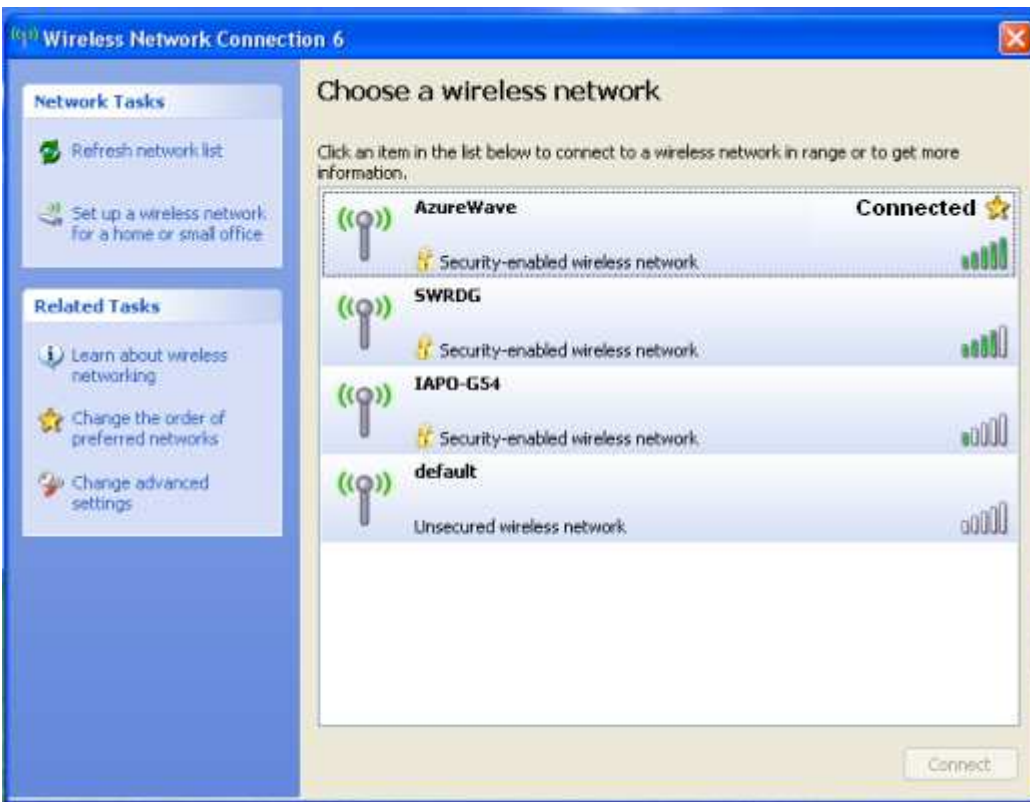 Wireless Network Connection 6
Network Tasks
Refresh network list
Set up a wireless network
for a home or small office
Related Tasks
Learn about wireless
networking
Change the order of
preferred networks
Change advanced
settings
Choose a wireless network
Click an item in the list below to connect to a wireless network in range or to get more
information.
AzureWave Connected
Security-enabled wireless network
SWRDG
Security-enabled wireless network
IAPO-G54
Security-enabled wireless network
default
Unsecured wireless network
Connect